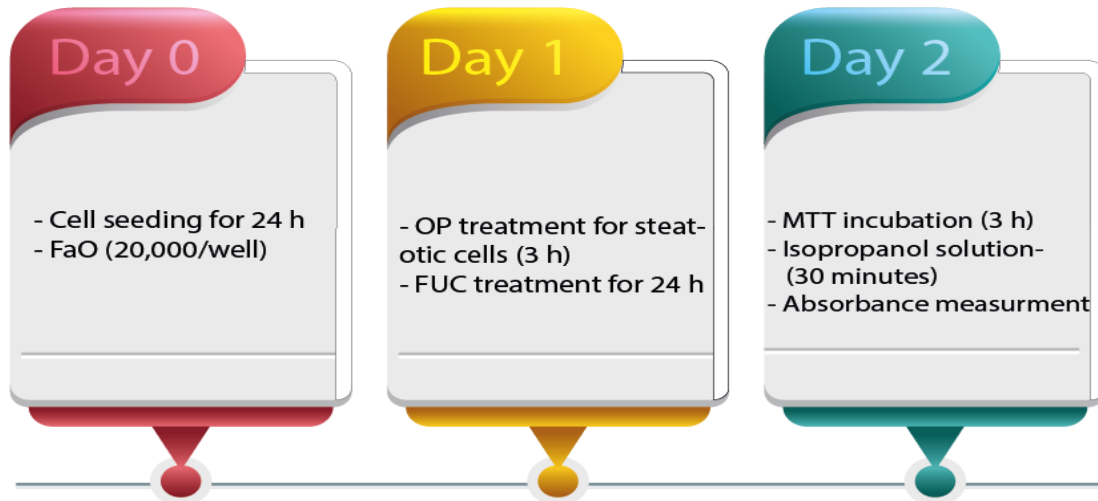 Day 0
- Cell seeding for 24 h
- FaO (20,000/well)
Day 1
- OP treatment for steat-
otic cells (3 h)
- FUC treatment for 24 h
Day 2
- MTT incubation (3 h)
- Isopropanol solution-
(30 minutes)
- Absorbance measurment